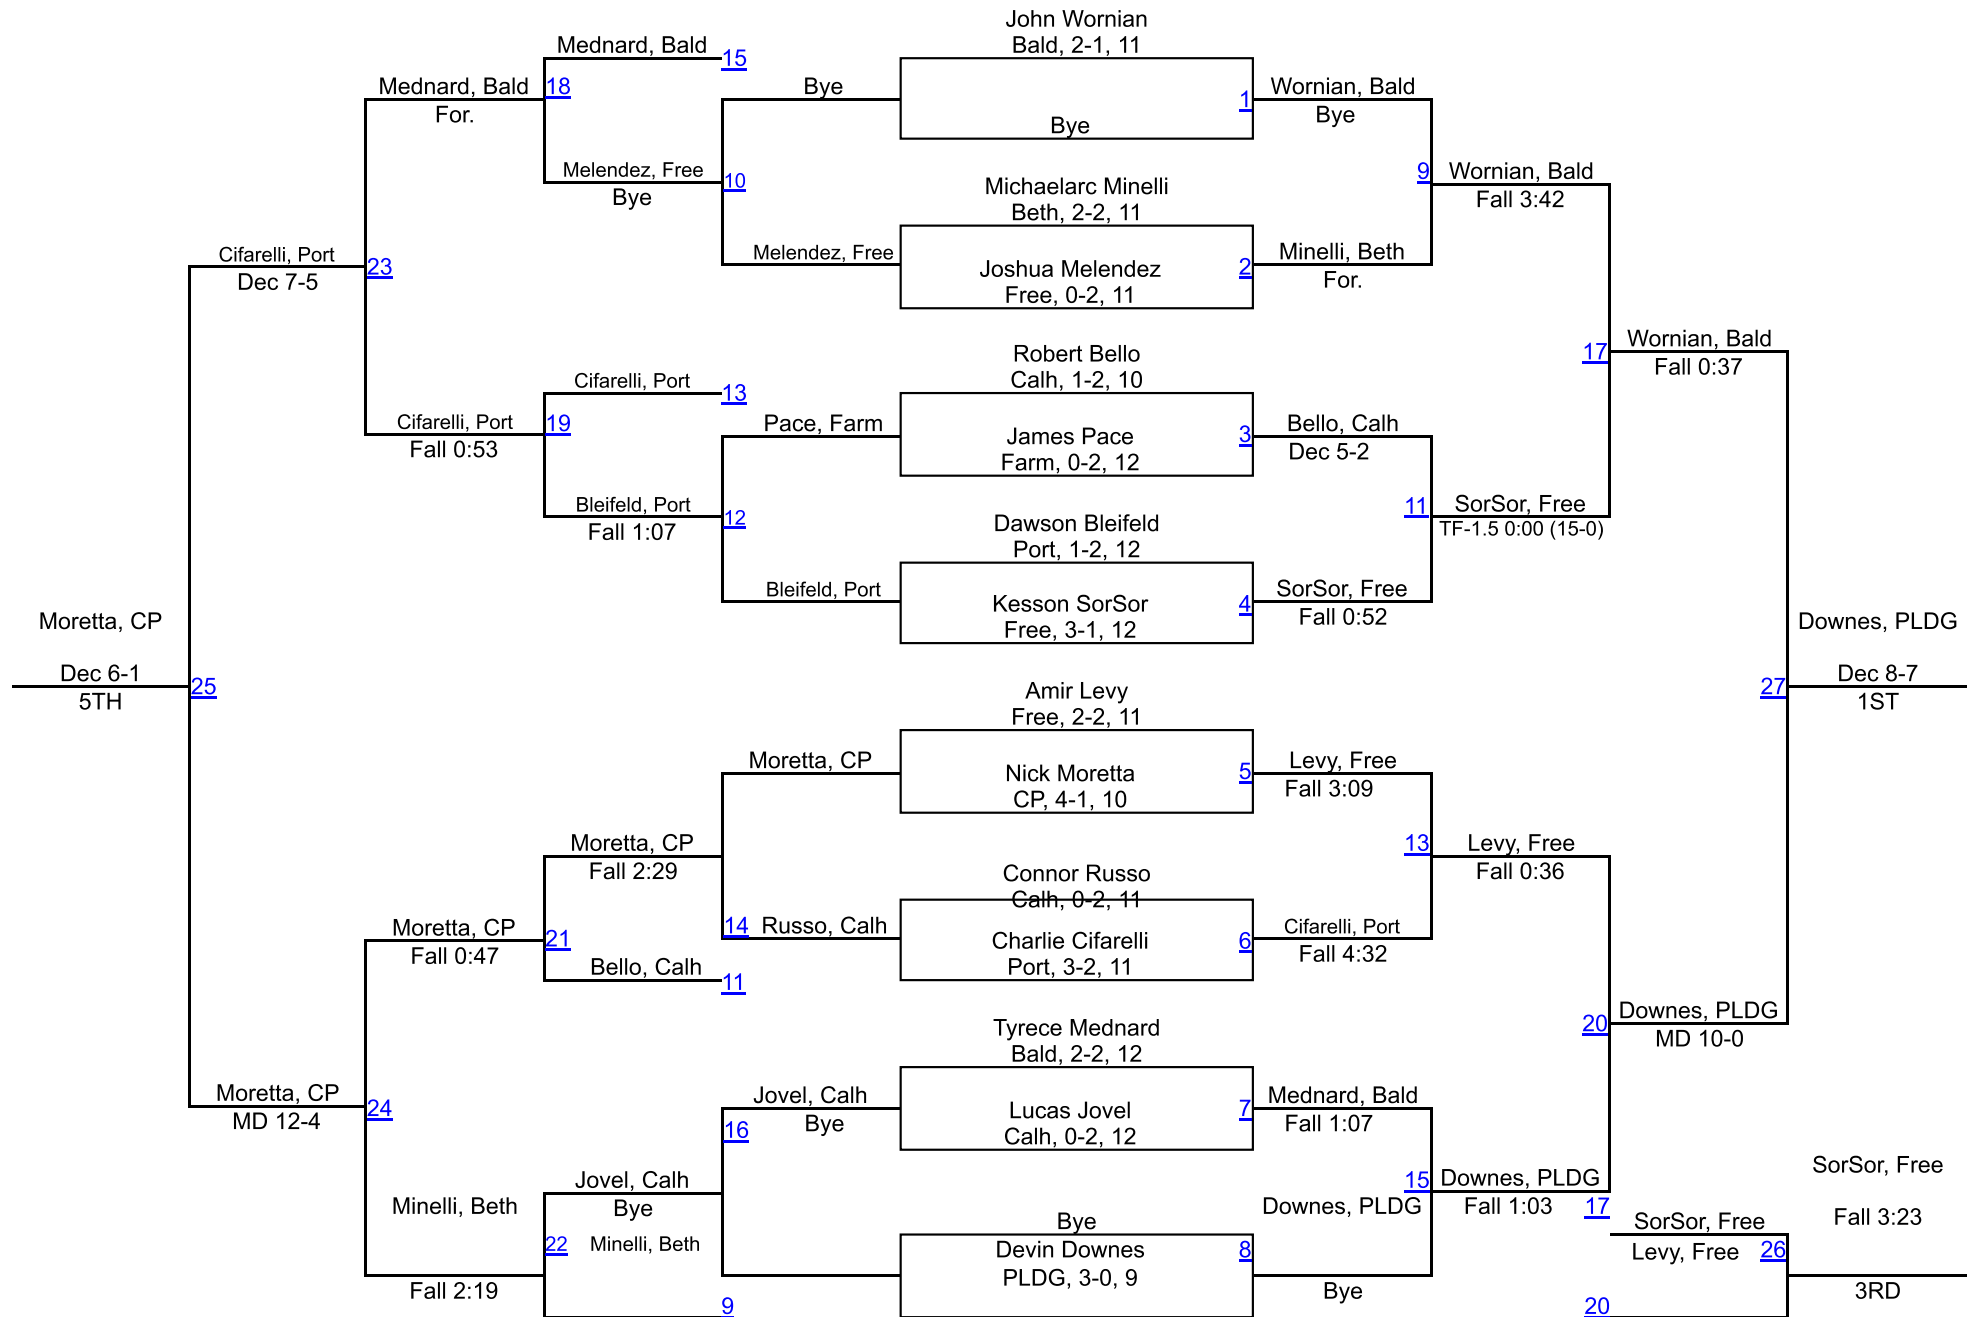 John Wornian
Bald, 2-1, 11
Mednard, Bald
15
Mednard, Bald
18
For.
Bye
Bye
1
Wornian, Bald
Bye
Melendez, Free
10
Bye
Michaelarc Minelli
Beth, 2-2, 11
9
Wornian, Bald
Fall 3:42
Cifarelli, Port
23
Dec 7-5
Melendez, Free
Joshua Melendez
Free, 0-2, 11
2
Minelli, Beth
For.
Robert Bello
Calh, 1-2, 10
17
Wornian, Bald
Fall 0:37
Cifarelli, Port
13
Cifarelli, Port
19
Fall 0:53
Pace, Farm
James Pace
Farm, 0-2, 12
3
Bello, Calh
Dec 5-2
Bleifeld, Port
12
Fall 1:07
Dawson Bleifeld
Port, 1-2, 12
11
SorSor, Free
TF-1.5 0:00 (15-0)
Bleifeld, Port
Kesson SorSor
Free, 3-1, 12
4
SorSor, Free
Fall 0:52
Moretta, CP
Dec 6-1
25
5TH
Downes, PLDG
27
Dec 8-7
1ST
Amir Levy
Free, 2-2, 11
Moretta, CP
Nick Moretta
CP, 4-1, 10
5
Levy, Free
Fall 3:09
Moretta, CP
Fall 2:29
13
Levy, Free
Fall 0:36
Connor Russo
Calh, 0-2, 11
Moretta, CP
21
Fall 0:47
14
Russo, Calh
Charlie Cifarelli
Port, 3-2, 11
6
Cifarelli, Port
Fall 4:32
Bello, Calh
11
Tyrece Mednard
Bald, 2-2, 12
20
Downes, PLDG
MD 10-0
Moretta, CP
24
MD 12-4
Jovel, Calh
16
Bye
Lucas Jovel
Calh, 0-2, 12
7
Mednard, Bald
Fall 1:07
Jovel, Calh
Bye
15
Downes, PLDG
Fall 1:03
Minelli, Beth
22
Minelli, Beth
Bye
Downes, PLDG
Devin Downes
PLDG, 3-0, 9
8
Bye
17
SorSor, Free
Levy, Free
26
SorSor, Free
Fall 3:23
Fall 2:19
9
20
3RD